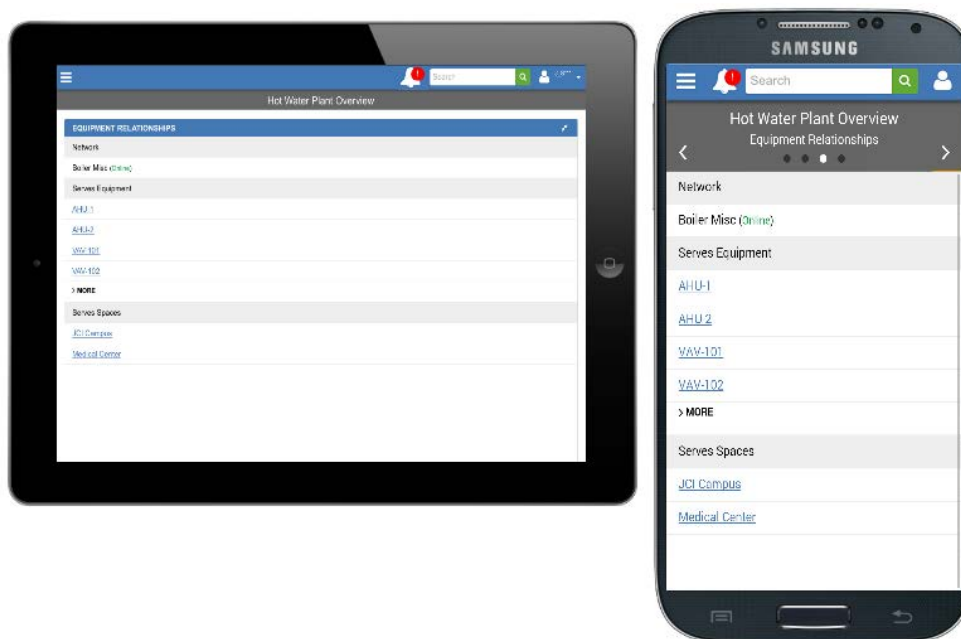 Search
Hot Water Plant Overview
EQUIPMENT RELATIONSHIPS
Network
Boiler Misc (Online)
Serves Equipment
AHU-1
AHU-2
VAV-101
VAV-102
> MORE
Serves Spaces
JCI Campus
Medical Center
SAMSUNG
!
Search
Hot Water Plant Overview
Equipment Relationships
Network
Boiler Misc (Online)
Serves Equipment
AHU-1
AHU-2
VAV-101
VAV-102
> MORE
Serves Spaces
JCI Campus
Medical Center